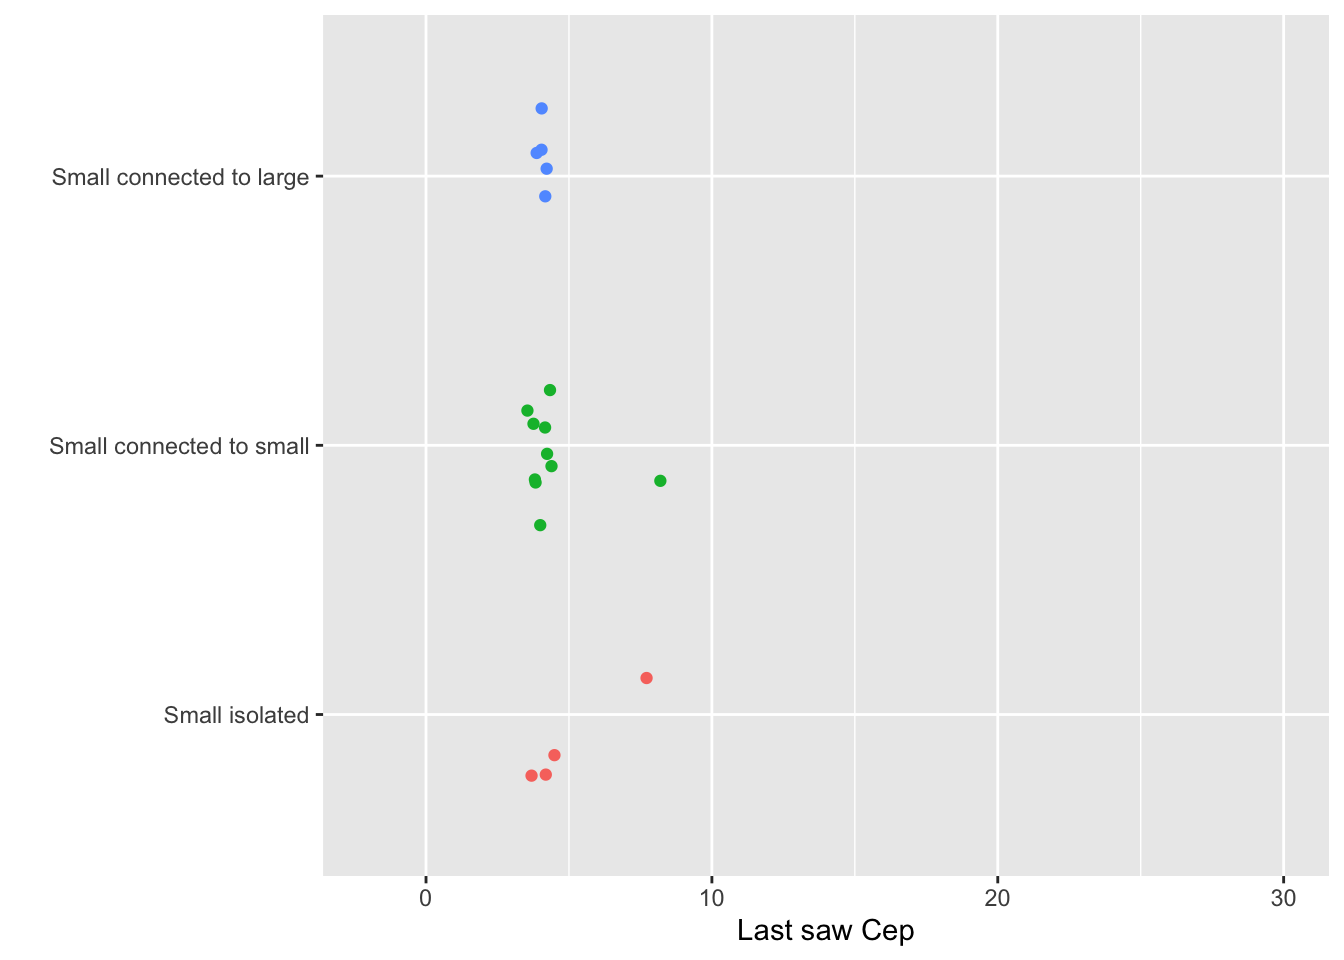 Small connected to large
Small connected to small
Small isolated
0 10 20 30
Last saw Cep